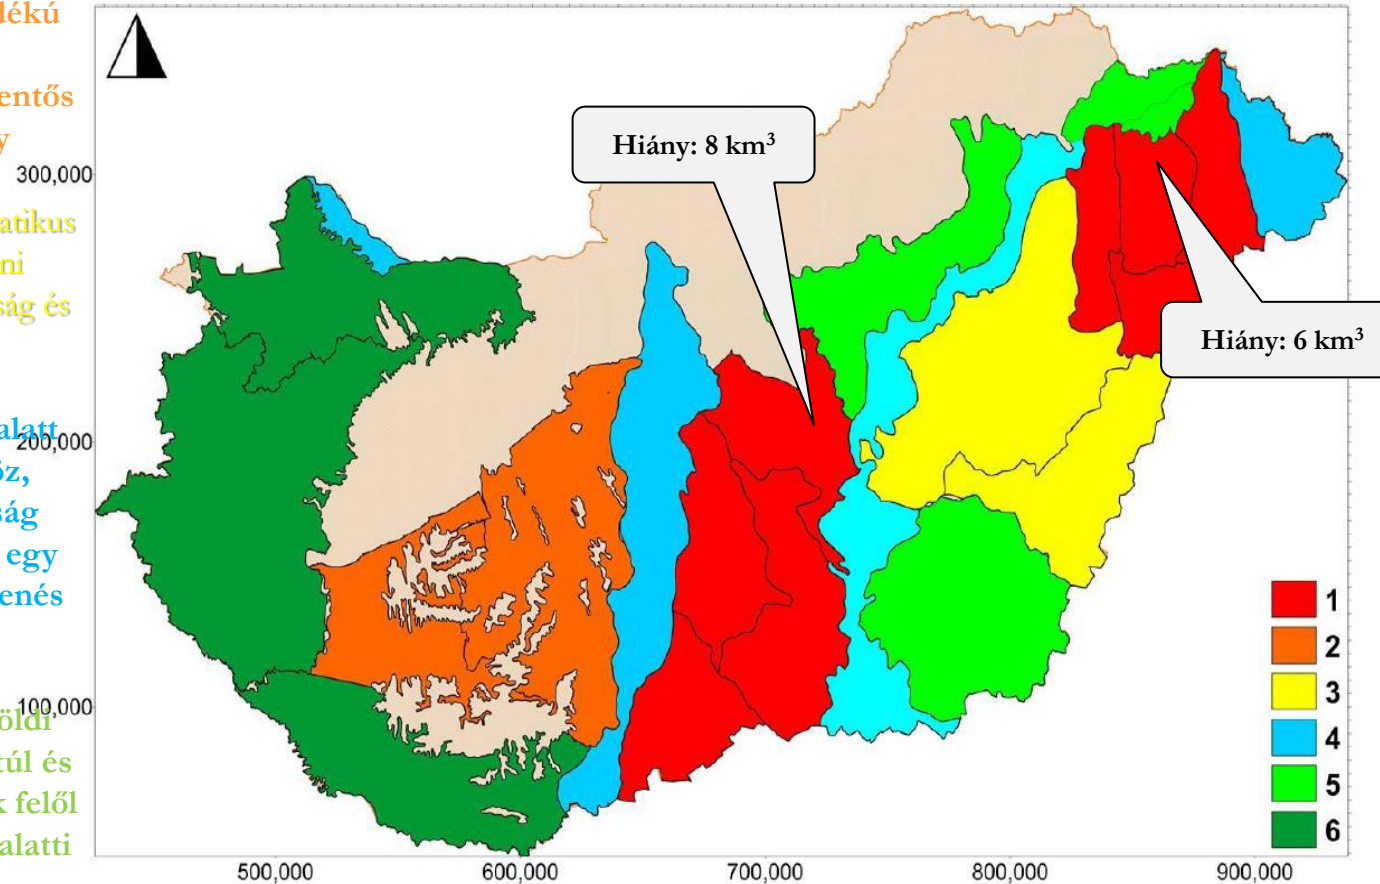 dékú
entős
y
300,000
atikus
ni
ság és
alatt
200,000
öz,
ság
egy
enés
100,000
öldi
túl és
k felől
alatti
Hiány: 8 km³
Hiány: 6 km³
1
2
3
4
5
6
500,000
600,000
700,000
800,000
900,000